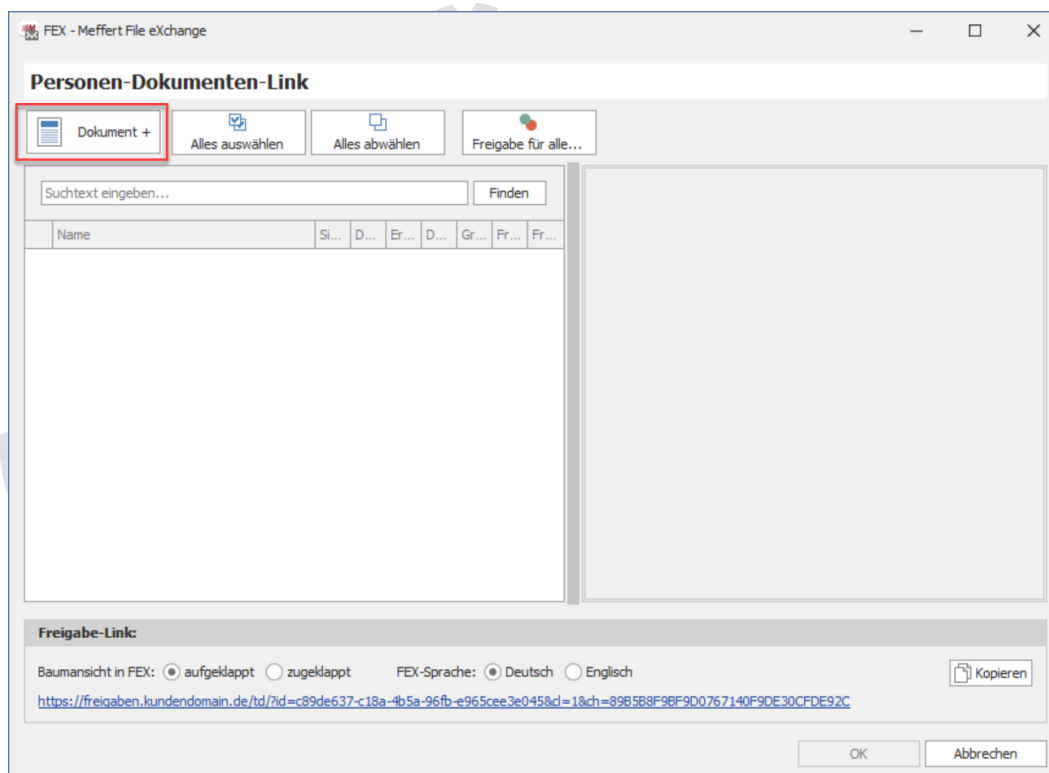 FEX - Meffert File eXchange
Personen-Dokumenten-Link
Dokument +
Alles auswählen
Alles abwählen
Freigabe für alle...
Suchtext eingeben...
Finden
Name Si... D... Er... D... Gr... Fr... Fr...
Freigabe-Link:
Baumansicht in FEX: aufgeklappt zugeklappt FEX-Sprache: Deutsch Englisch
Kopieren
https://freigaben.kundendomain.de/td/?id=c89de637-c18a-4b5a-96fb-e965cee3e045&cl=1&ch=89B5B8F9BF9D0767140F9DE30CFDE92C
OK Abbrechen